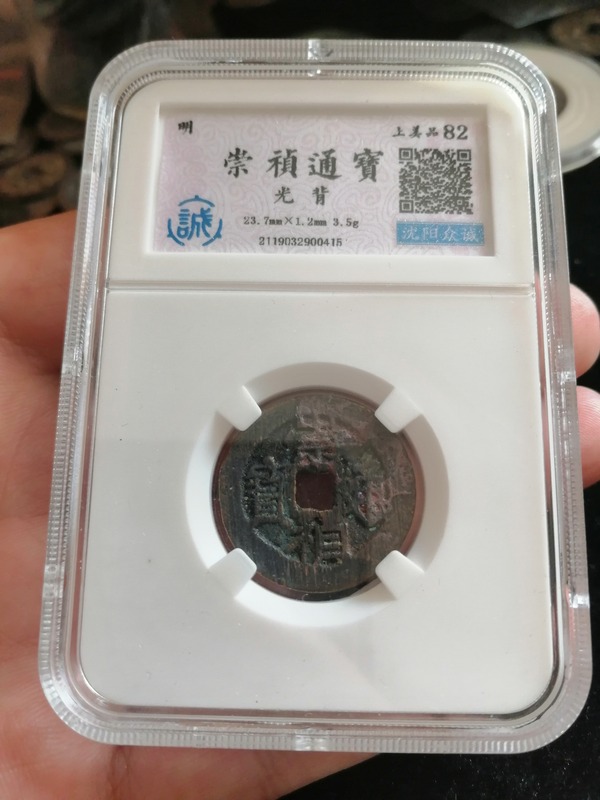 明
上美品82
崇禎通寶
光背
誠
23.7mm×1.2mm 3.5g
沈阳众诚
2119032900415
崇
通
寶
禎